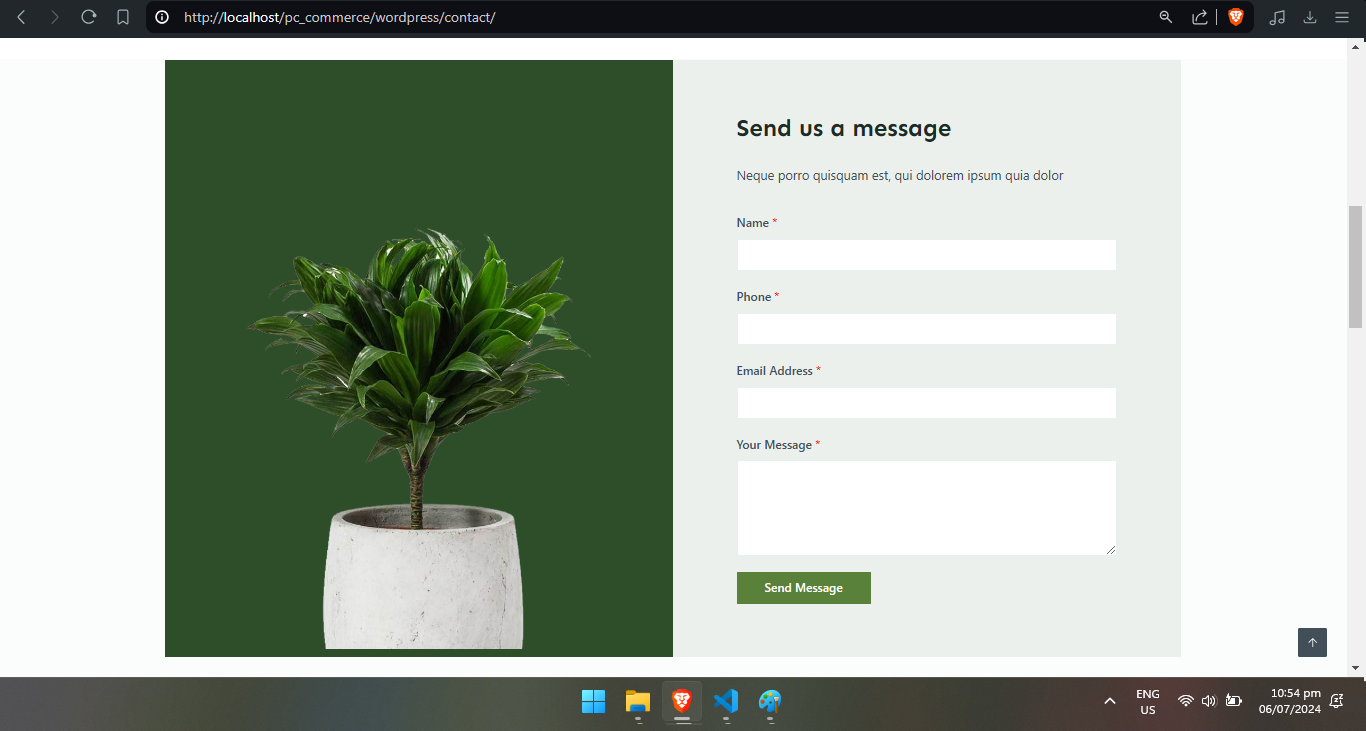 http://localhost/pc_commerce/wordpress/contact/
Send us a message
Neque porro quisquam est, qui dolorem ipsum quia dolor
Name *
Phone *
Email Address *
Your Message *
Send Message
ENG
US
10:54 pm
06/07/2024